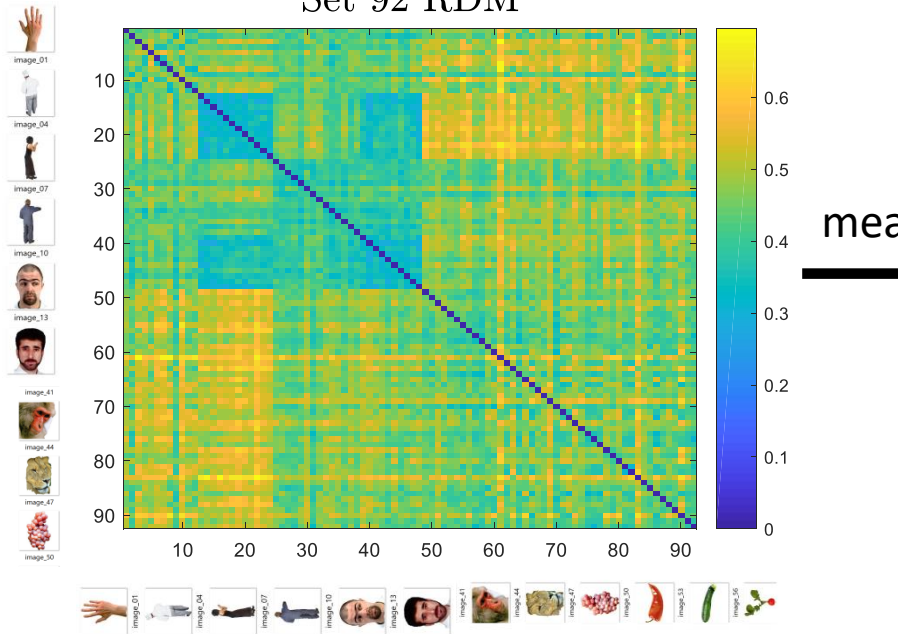 Set 92 RDM
image_01
image_04
image_07
image_10
image_13
image_41
image_44
image_47
image_50
10
20
30
40
50
60
70
80
90
10 20 30 40 50 60 70 80 90
0.6
0.5
0.4
0.3
0.2
0.1
0
mea
image_01 image_04 image_07 image_10 image_13 image_41 image_44 image_47 image_50 image_53 image_56